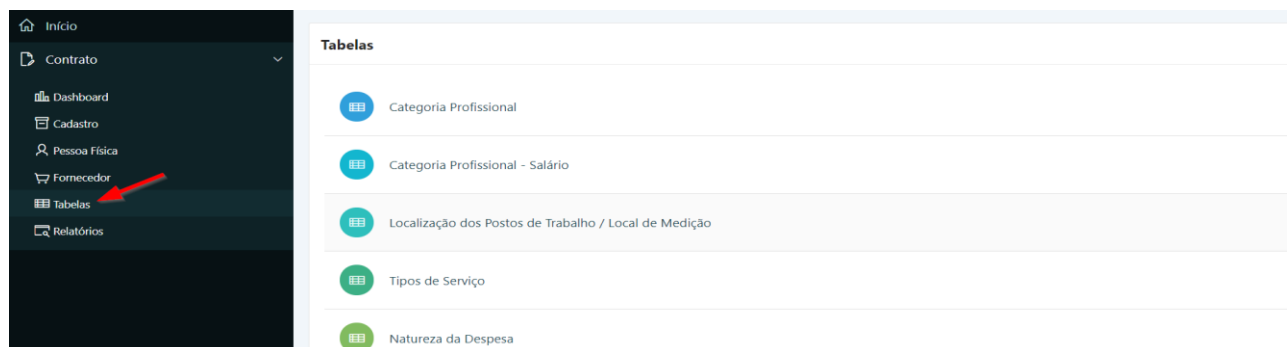 Início
Contrato
Dashboard
Cadastro
Pessoa Física
Fornecedor
Tabelas
Relatórios
Tabelas
Categoria Profissional
Categoria Profissional - Salário
Localização dos Postos de Trabalho / Local de Medição
Tipos de Serviço
Natureza da Despesa